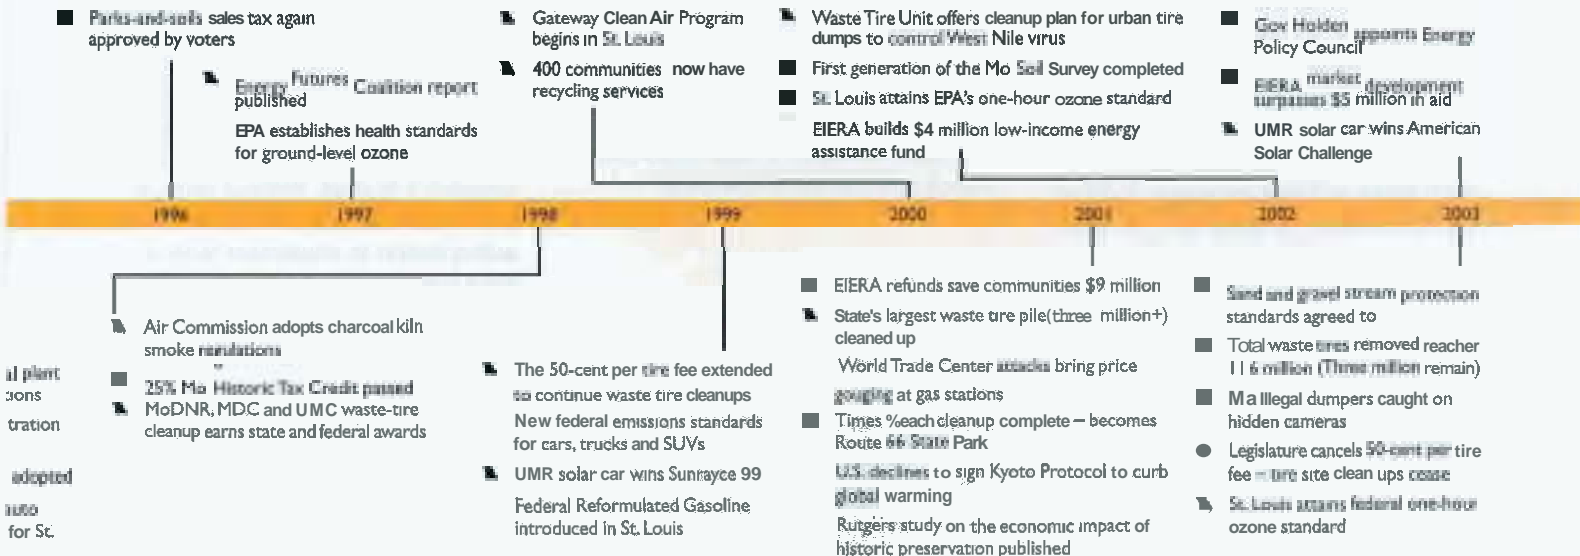 Parks-and-soils sales tax again
approved by voters
Energy Futures Coalition report
published
EPA establishes health standards
for ground-level ozone
Gateway Clean Air Program
begins in St. Louis
400 communities now have
recycling services
Waste Tire Unit offers cleanup plan for urban tire
dumps to control West Nile virus
First generation of the Mo Soil Survey completed
St. Louis attains EPA's one-hour ozone standard
EIERA builds $4 million low-income energy
assistance fund
Gov Holden appoints Energy
Policy Council
EIERA market development
surpasses $5 million in aid
UMR solar car wins American
Solar Challenge
1996 1997 1998 1999 2000 2001 2002 2003
al plant
tions
tration
adopted
auto
for St.
Air Commission adopts charcoal kiln
smoke regulations
25% Mo Historic Tax Credit passed
MoDNR, MDC and UMC waste-tire
cleanup earns state and federal awards
The 50-cent per tire fee extended
to continue waste tire cleanups
New federal emissions standards
for cars, trucks and SUVs
UMR solar car wins Sunrayce 99
Federal Reformulated Gasoline
introduced in St. Louis
EIERA refunds save communities $9 million
State's largest waste tire pile (three million+)
cleaned up
World Trade Center attacks bring price
gouging at gas stations
Times %each cleanup complete – becomes
Route 66 State Park
U.S. declines to sign Kyoto Protocol to curb
global warming
Rutgers study on the economic impact of
historic preservation published
Sand and gravel stream protection
standards agreed to
Total waste tires removed reacher
11 6 million (Three million remain)
Ma Illegal dumpers caught on
hidden cameras
Legislature cancels 50-cent per tire
fee – tire site clean ups cease
St. Louis attains federal one-hour
ozone standard